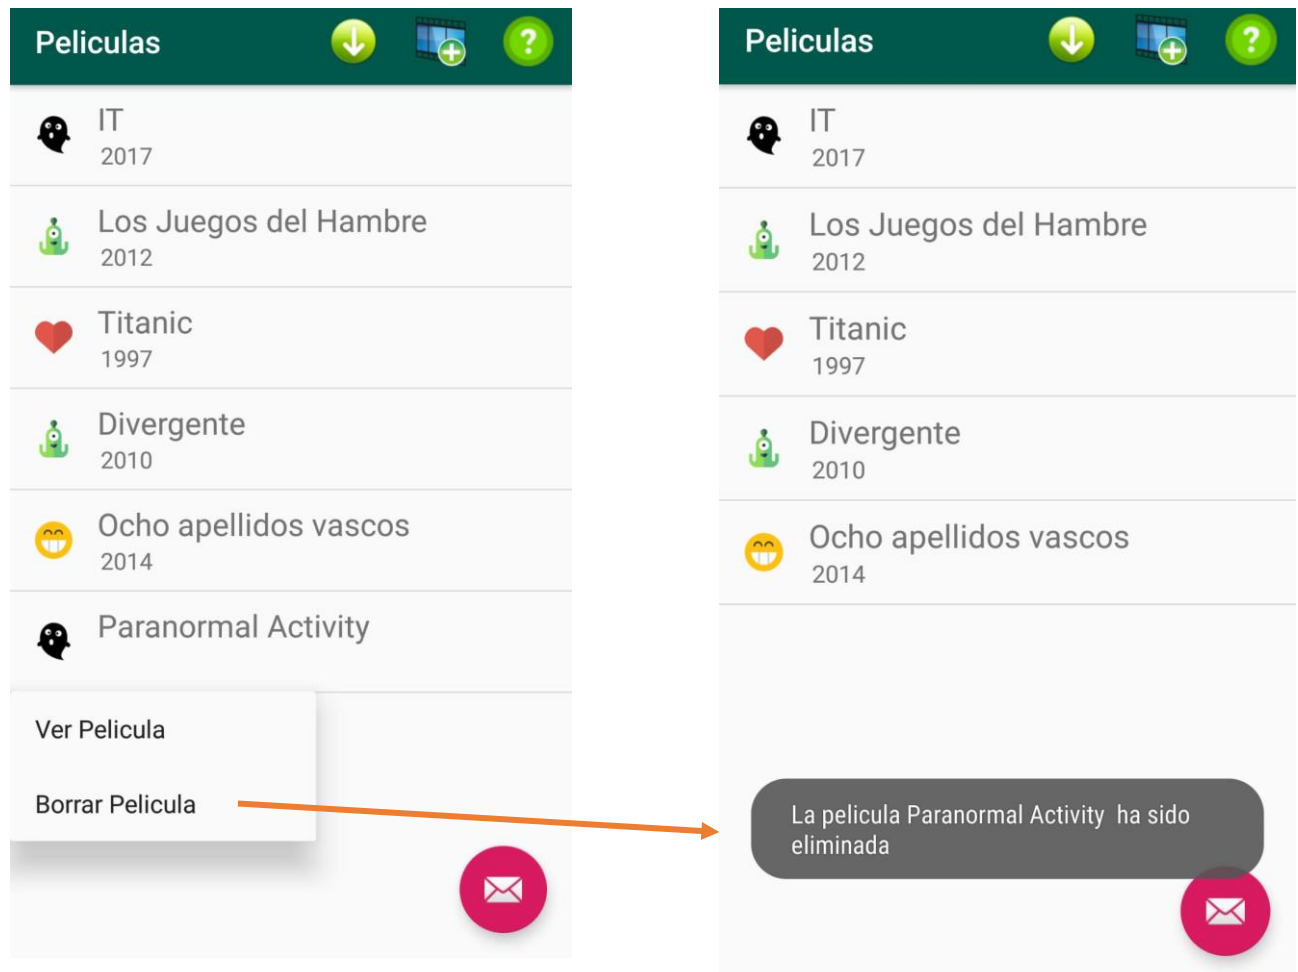 Peliculas
?
IT
2017
Los Juegos del Hambre
2012
Titanic
1997
Divergente
2010
Ocho apellidos vascos
2014
Paranormal Activity
Ver Pelicula
Borrar Pelicula
Peliculas
?
IT
2017
Los Juegos del Hambre
2012
Titanic
1997
Divergente
2010
Ocho apellidos vascos
2014
La pelicula Paranormal Activity  ha sido
eliminada